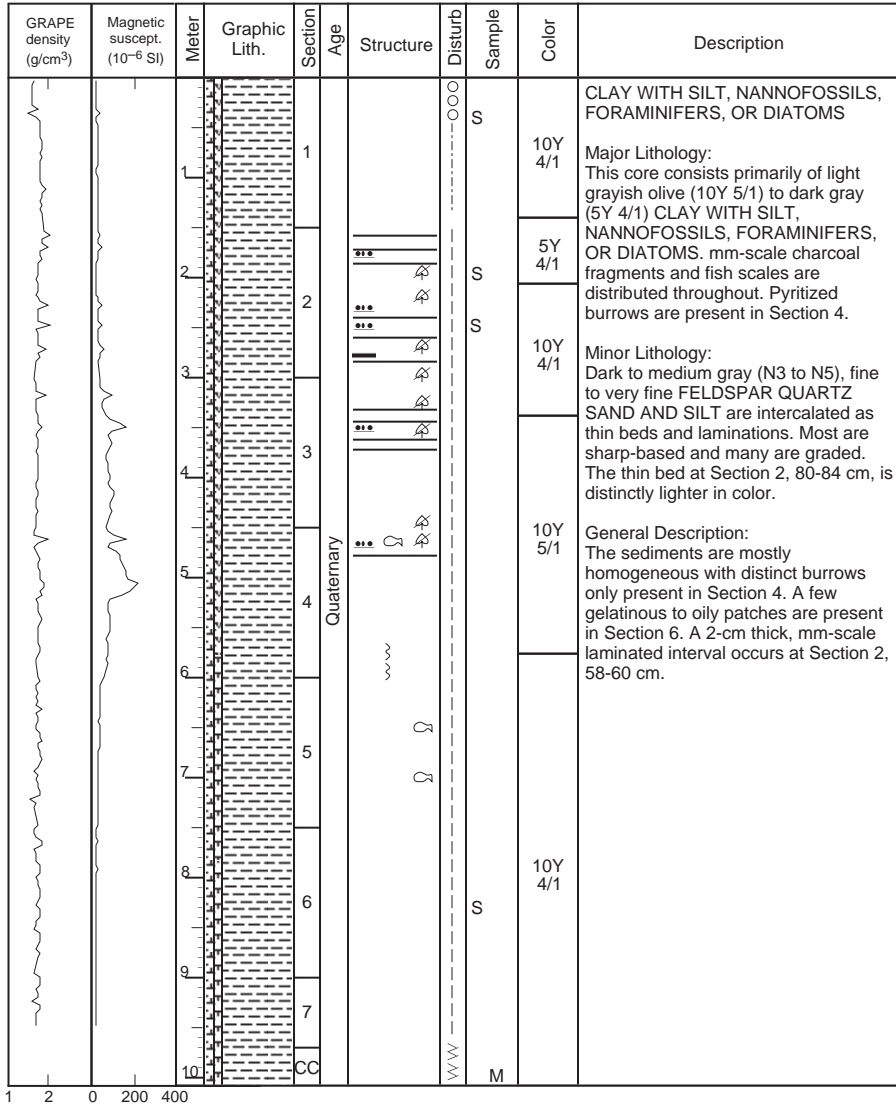 GRAPE density (g/cm³)
Magnetic suscept. (10⁻⁶ SI)
Meter
Graphic Lith.
Section
Age
Structure
Disturb
Sample
Color
Description
1
2
3
4
5
6
7
8
9
10
1
2
3
4
5
6
7
CC
Quaternary
S
S
S
S
M
10Y
4/1
5Y
4/1
10Y
4/1
10Y
5/1
10Y
4/1
CLAY WITH SILT, NANNOFOSSILS,
FORAMINIFERS, OR DIATOMS
Major Lithology:
This core consists primarily of light
grayish olive (10Y 5/1) to dark gray
(5Y 4/1) CLAY WITH SILT,
NANNOFOSSILS, FORAMINIFERS,
OR DIATOMS. mm-scale charcoal
fragments and fish scales are
distributed throughout. Pyritized
burrows are present in Section 4.
Minor Lithology:
Dark to medium gray (N3 to N5), fine
to very fine FELDSPAR QUARTZ
SAND AND SILT are intercalated as
thin beds and laminations. Most are
sharp-based and many are graded.
The thin bed at Section 2, 80-84 cm, is
distinctly lighter in color.
General Description:
The sediments are mostly
homogeneous with distinct burrows
only present in Section 4. A few
gelatinous to oily patches are present
in Section 6. A 2-cm thick, mm-scale
laminated interval occurs at Section 2,
58-60 cm.
1 2 0 200 400